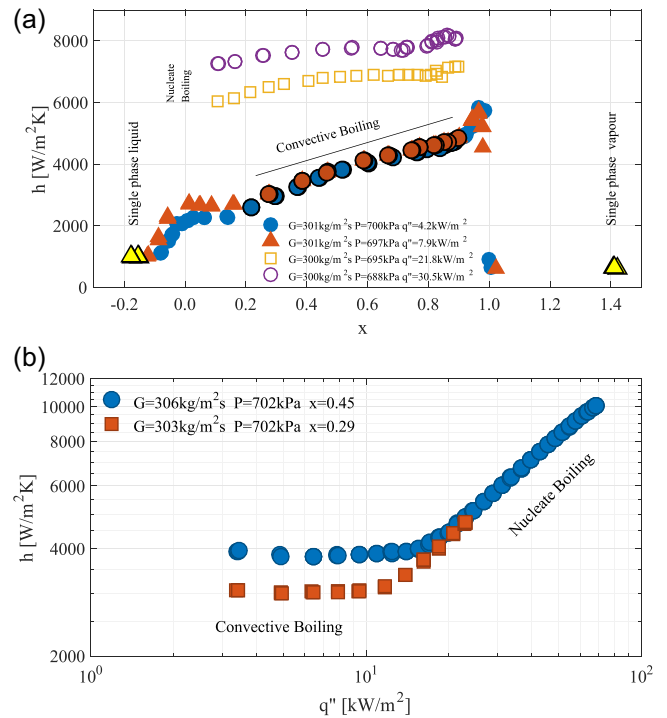 (a)
8000
6000
4000
2000
0
h [W/m²K]
Nucleate
Boiling
Convective Boiling
Single phase liquid
Single phase vapour
G=301kg/m²s P=700kPa q"=4.2kW/m²
G=301kg/m²s P=697kPa q"=7.9kW/m²
G=300kg/m²s P=695kPa q"=21.8kW/m²
G=300kg/m²s P=688kPa q"=30.5kW/m²
-0.2 0.0 0.2 0.4 0.6 0.8 1.0 1.2 1.4
x
(b)
12000
10000
8000
6000
4000
2000
h [W/m²K]
G=306kg/m²s P=702kPa x=0.45
G=303kg/m²s P=702kPa x=0.29
Nucleate Boiling
Convective Boiling
10⁰ 10¹ 10²
q" [kW/m²]